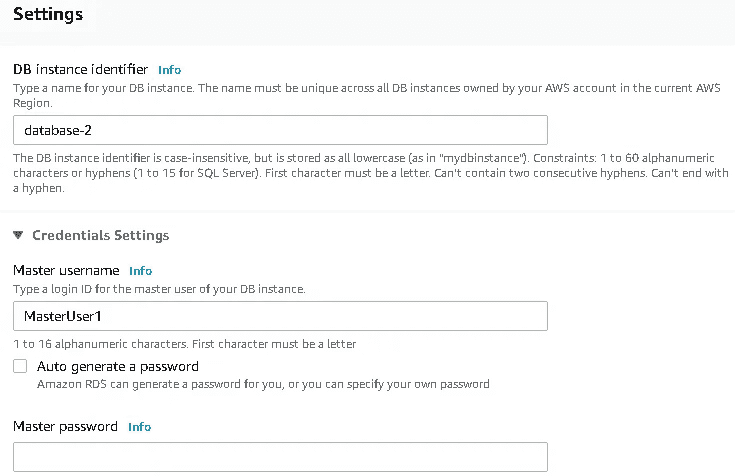 Settings
DB instance identifier Info
Type a name for your DB instance. The name must be unique across all DB instances owned by your AWS account in the current AWS
Region.
database-2
The DB instance identifier is case-insensitive, but is stored as all lowercase (as in "mydbinstance"). Constraints: 1 to 60 alphanumeric
characters or hyphens (1 to 15 for SQL Server). First character must be a letter. Can't contain two consecutive hyphens. Can't end with
a hyphen.
Credentials Settings
Master username Info
Type a login ID for the master user of your DB instance.
MasterUser1
1 to 16 alphanumeric characters. First character must be a letter
Auto generate a password
Amazon RDS can generate a password for you, or you can specify your own password
Master password Info